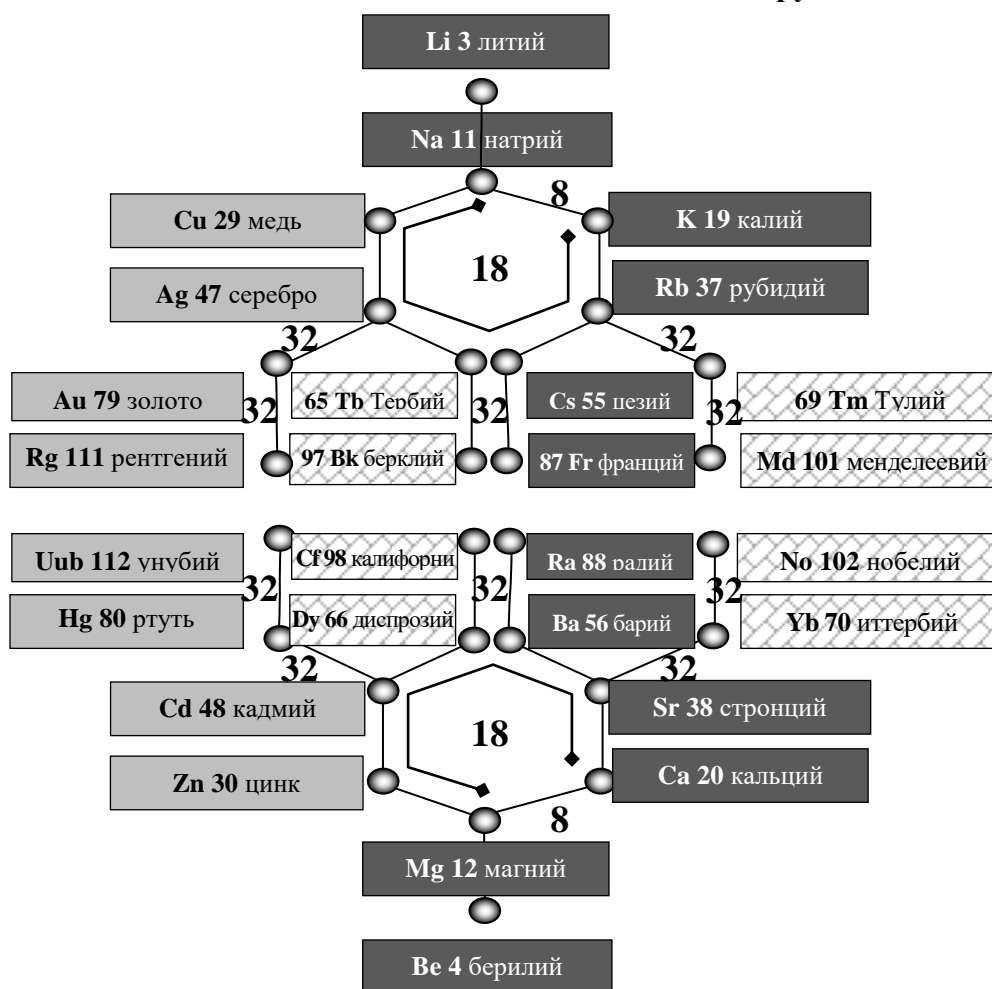 Li 3 литий
Na 11 натрий
8
Cu 29 медь
K 19 калий
18
Ag 47 серебро
Rb 37 рубидий
32
32
Au 79 золото
32
65 Tb Тербий
32
Cs 55 цезий
32
69 Tm Тулий
Rg 111 рентгений
97 Bk берклий
87 Fr франций
Md 101 менделеевий
Uub 112 унубий
32
Cf 98 калифорни
32
Ra 88 радий
32
No 102 нобелий
Hg 80 ртуть
Dy 66 диспрозий
Ba 56 барий
Yb 70 иттербий
32
32
Cd 48 кадмий
18
Sr 38 стронций
Zn 30 цинк
Ca 20 кальций
8
Mg 12 магний
Be 4 берилий